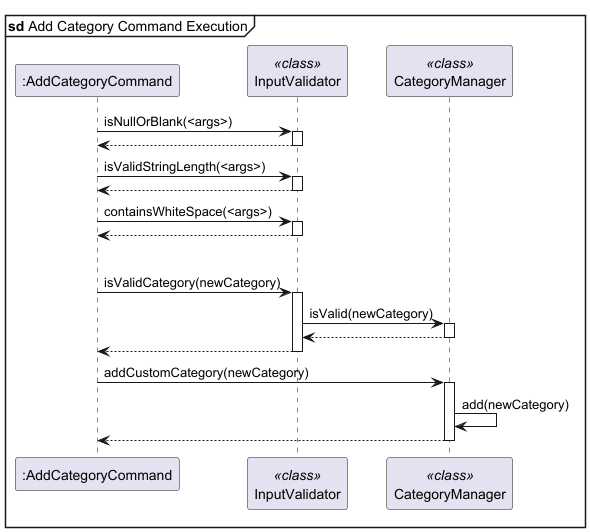 sd Add Category Command Execution
«class»
«class»
:AddCategoryCommand
InputValidator
CategoryManager
isNullOrBlank(<args>)
isValidStringLength(<args>)
containsWhiteSpace(<args>)
isValidCategory(newCategory)
isValid(newCategory)
addCustomCategory(newCategory)
add(newCategory)
:AddCategoryCommand
«class»
InputValidator
«class»
CategoryManager